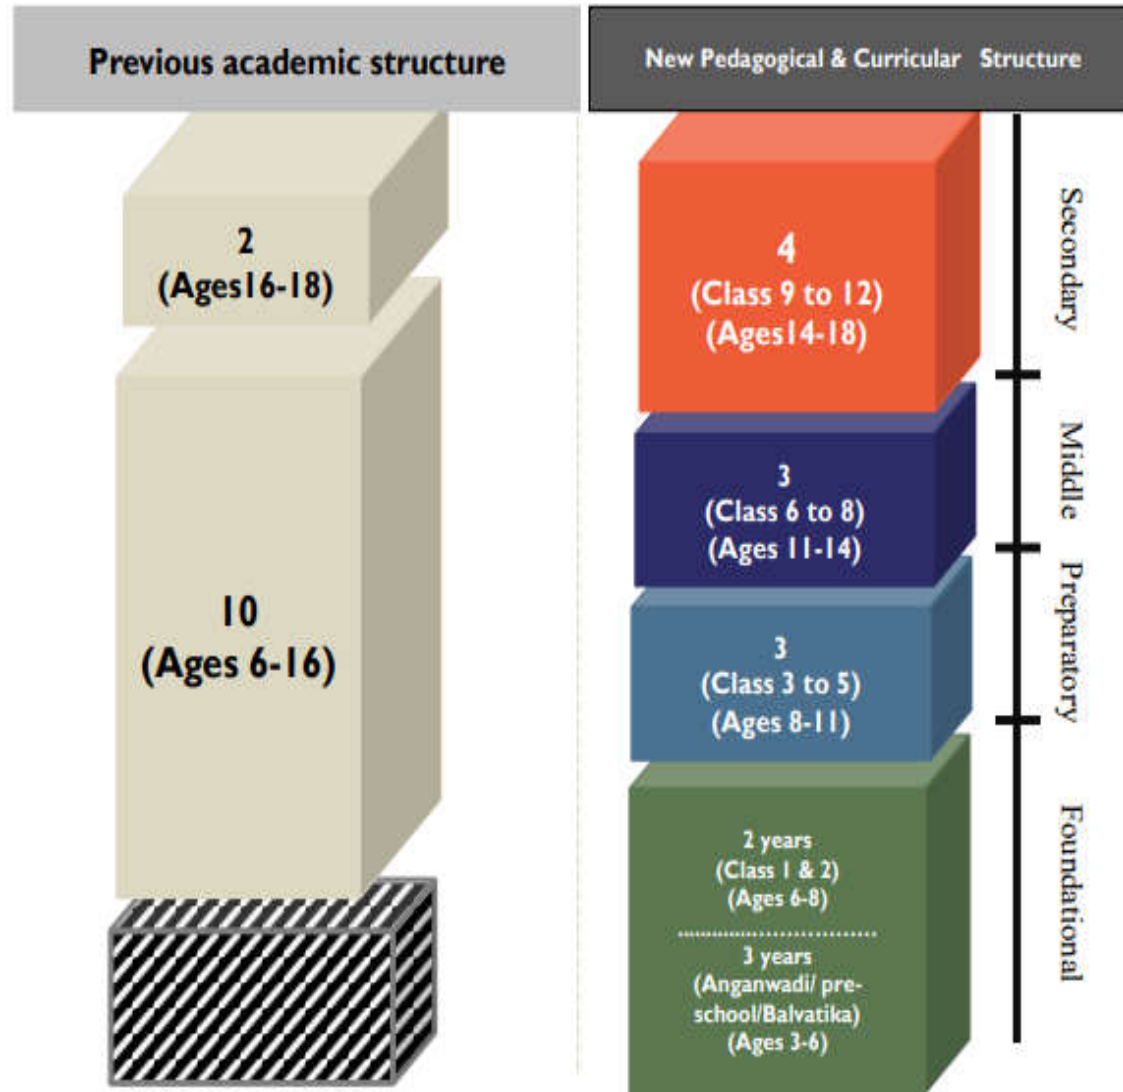 Previous academic structure
New Pedagogical & Curricular Structure
2
(Ages16-18)
10
(Ages 6-16)
4
(Class 9 to 12)
(Ages14-18)
3
(Class 6 to 8)
(Ages 11-14)
3
(Class 3 to 5)
(Ages 8-11)
2 years
(Class 1 & 2)
(Ages 6-8)
3 years
(Anganwadi/ pre-
school/Balvatika)
(Ages 3-6)
Secondary
Middle
Preparatory
Foundational